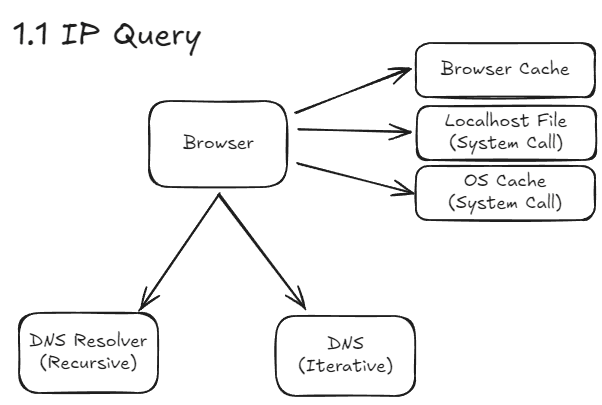 1.1 IP Query
Browser Cache
Browser
Localhost File
(System Call)
OS Cache
(System Call)
DNS Resolver
(Recursive)
DNS
(Iterative)